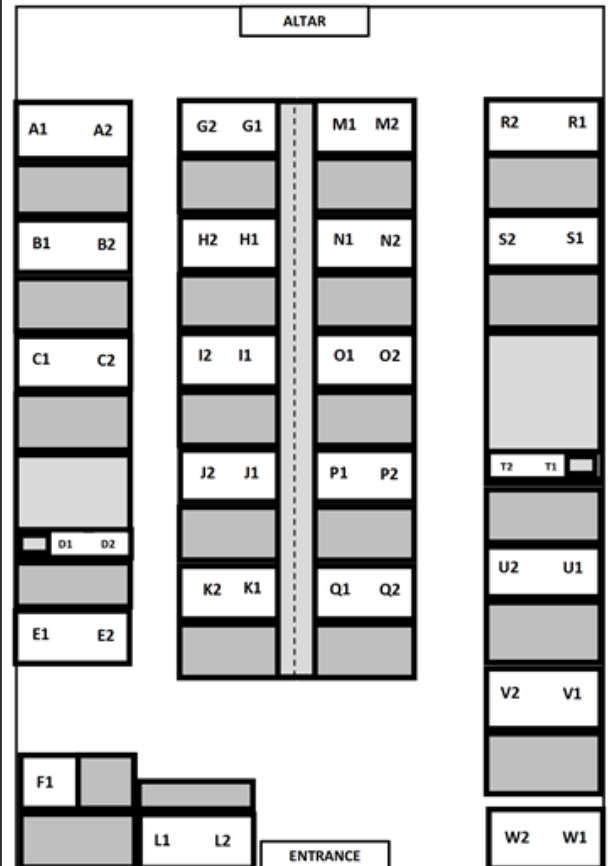 ALTAR
A1 A2 G2 G1 M1 M2 R2 R1
B1 B2 H2 H1 N1 N2 S2 S1
C1 C2 I2 I1 O1 O2
J2 J1 P1 P2 T2 T1
D1 D2
K2 K1 Q1 Q2 U2 U1
E1 E2
V2 V1
F1
L1 L2 W2 W1
ENTRANCE